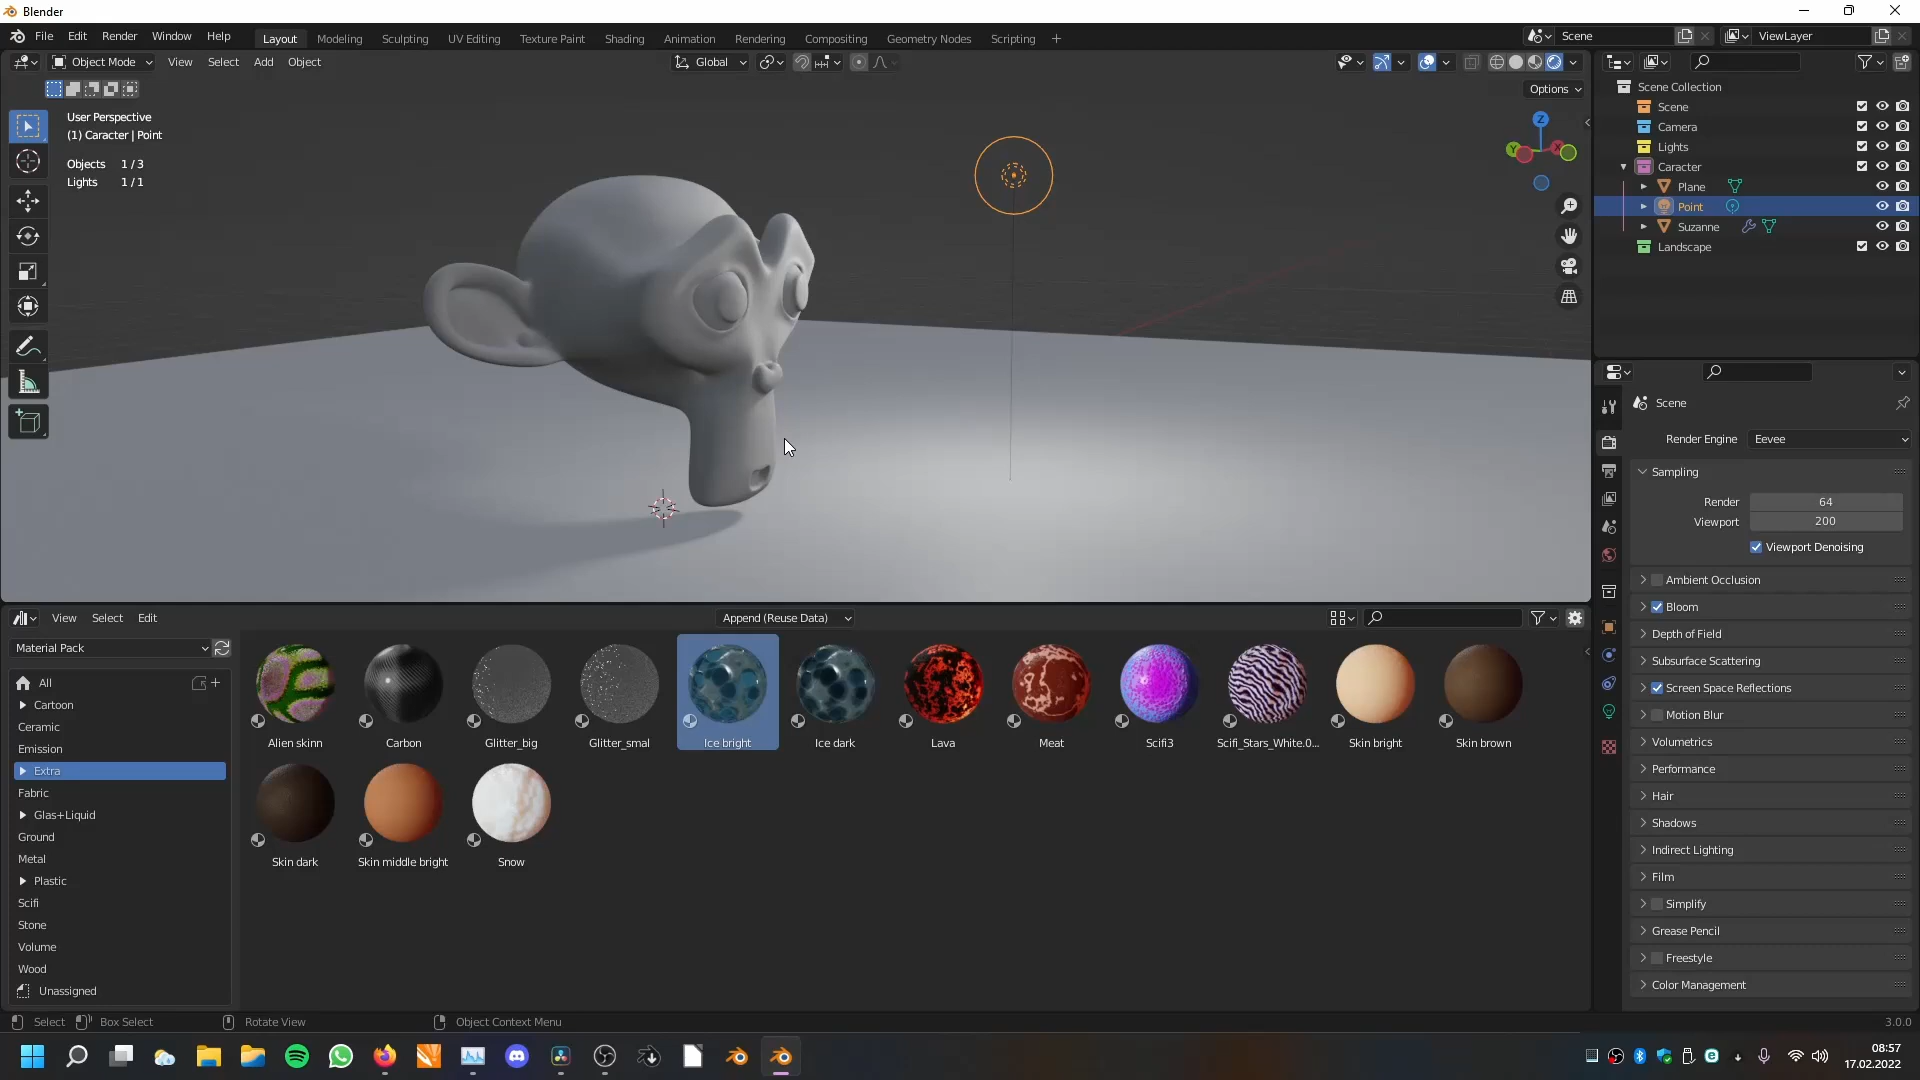 Blender
File Edit Render Window Help
Layout Modeling Sculpting UV Editing Texture Paint Shading Animation Rendering Compositing Geometry Nodes Scripting +
Scene
ViewLayer
Object Mode View Select Add Object
Global
Options
User Perspective
(1) Caracter | Point
Objects 1/3
Lights 1/1
Z
Y
X
Scene Collection
Scene
Camera
Lights
Caracter
Plane
Point
Suzanne
Landscape
Scene
Render Engine Eevee
Sampling
Render 64
Viewport 200
Viewport Denoising
Ambient Occlusion
Bloom
Depth of Field
Subsurface Scattering
Screen Space Reflections
Motion Blur
Volumetrics
Performance
Hair
Shadows
Indirect Lighting
Film
Simplify
Grease Pencil
Freestyle
Color Management
View Select Edit
Append (Reuse Data)
Material Pack
All
Cartoon
Ceramic
Emission
Extra
Fabric
Glas+Liquid
Ground
Metal
Plastic
Scifi
Stone
Volume
Wood
Unassigned
Alien skinn Carbon Glitter_big Glitter_smal Ice bright Ice dark Lava Meat Scifi3 Scifi_Stars_White.0... Skin bright Skin brown
Skin dark Skin middle bright Snow
Select Box Select Rotate View Object Context Menu
3.0.0
08:57
17.02.2022